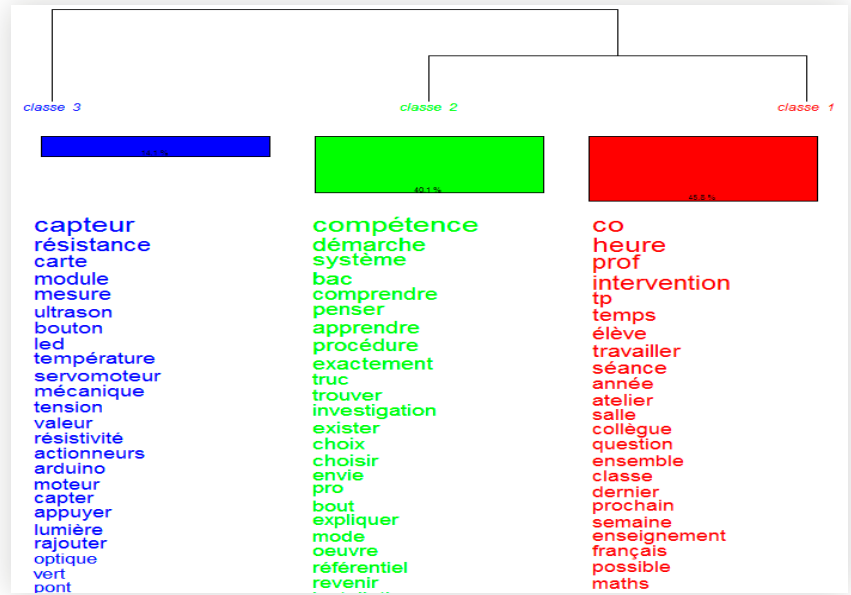 classe 3
classe 2
classe 1
40.1 %
capteur
résistance
carte
module
mesure
ultrason
bouton
led
température
servomoteur
mécanique
tension
valeur
résistivité
actionneurs
arduino
moteur
capter
appuyer
lumière
rajouter
optique
vert
pont
compétence
démarche
système
bac
comprendre
penser
apprendre
procédure
exactement
truc
trouver
investigation
exister
choix
choisir
envie
pro
bout
expliquer
mode
oeuvre
référentiel
revenir
co
heure
prof
intervention
tp
temps
élève
travailler
séance
année
atelier
salle
collègue
question
ensemble
classe
dernier
prochain
semaine
enseignement
français
possible
maths